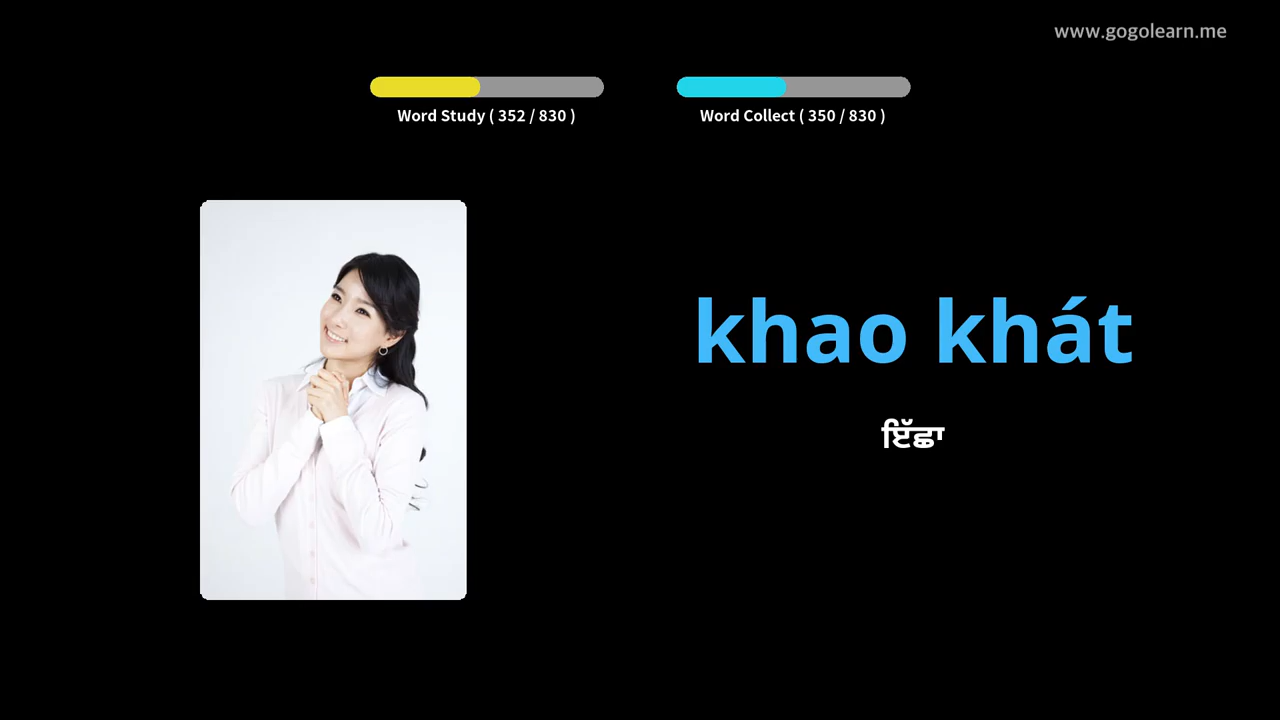 www.gogolearn.me
Word Study ( 352 / 830 )
Word Collect ( 350 / 830 )
khao khát
ਇੱਛਾ